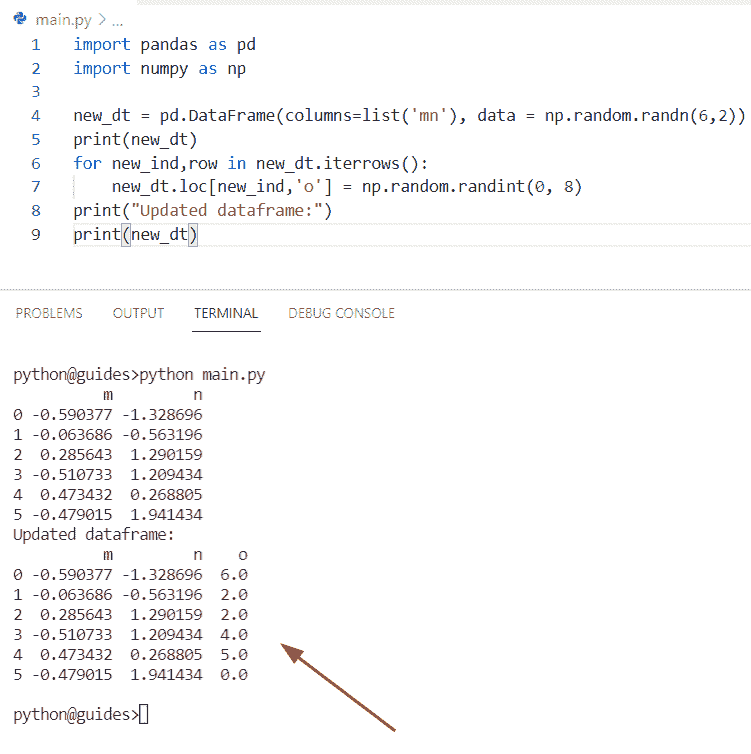 main.py > ...
1 import pandas as pd
2 import numpy as np
3
4 new_dt = pd.DataFrame(columns=list('mn'), data = np.random.randn(6,2))
5 print(new_dt)
6 for new_ind,row in new_dt.iterrows():
7     new_dt.loc[new_ind,'o'] = np.random.randint(0, 8)
8 print("Updated dataframe:")
9 print(new_dt)
PROBLEMS OUTPUT TERMINAL DEBUG CONSOLE
python@guides>python main.py
          m         n
0 -0.590377 -1.328696
1 -0.063686 -0.563196
2  0.285643  1.290159
3 -0.510733  1.209434
4  0.473432  0.268805
5 -0.479015  1.941434
Updated dataframe:
          m         n    o
0 -0.590377 -1.328696  6.0
1 -0.063686 -0.563196  2.0
2  0.285643  1.290159  2.0
3 -0.510733  1.209434  4.0
4  0.473432  0.268805  5.0
5 -0.479015  1.941434  0.0
python@guides>